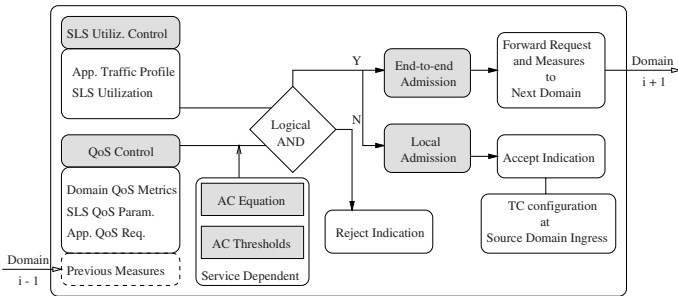 SLS Utiliz. Control
App. Traffic Profile
SLS Utilization
QoS Control
Domain QoS Metrics
SLS QoS Param.
App. QoS Req.
Previous Measures
Domain
i - 1
Logical
AND
AC Equation
AC Thresholds
Service Dependent
Y
N
End-to-end
Admission
Local
Admission
Reject Indication
Forward Request
and Measures
to
Next Domain
Accept Indication
TC configuration
at
Source Domain Ingress
Domain
i + 1